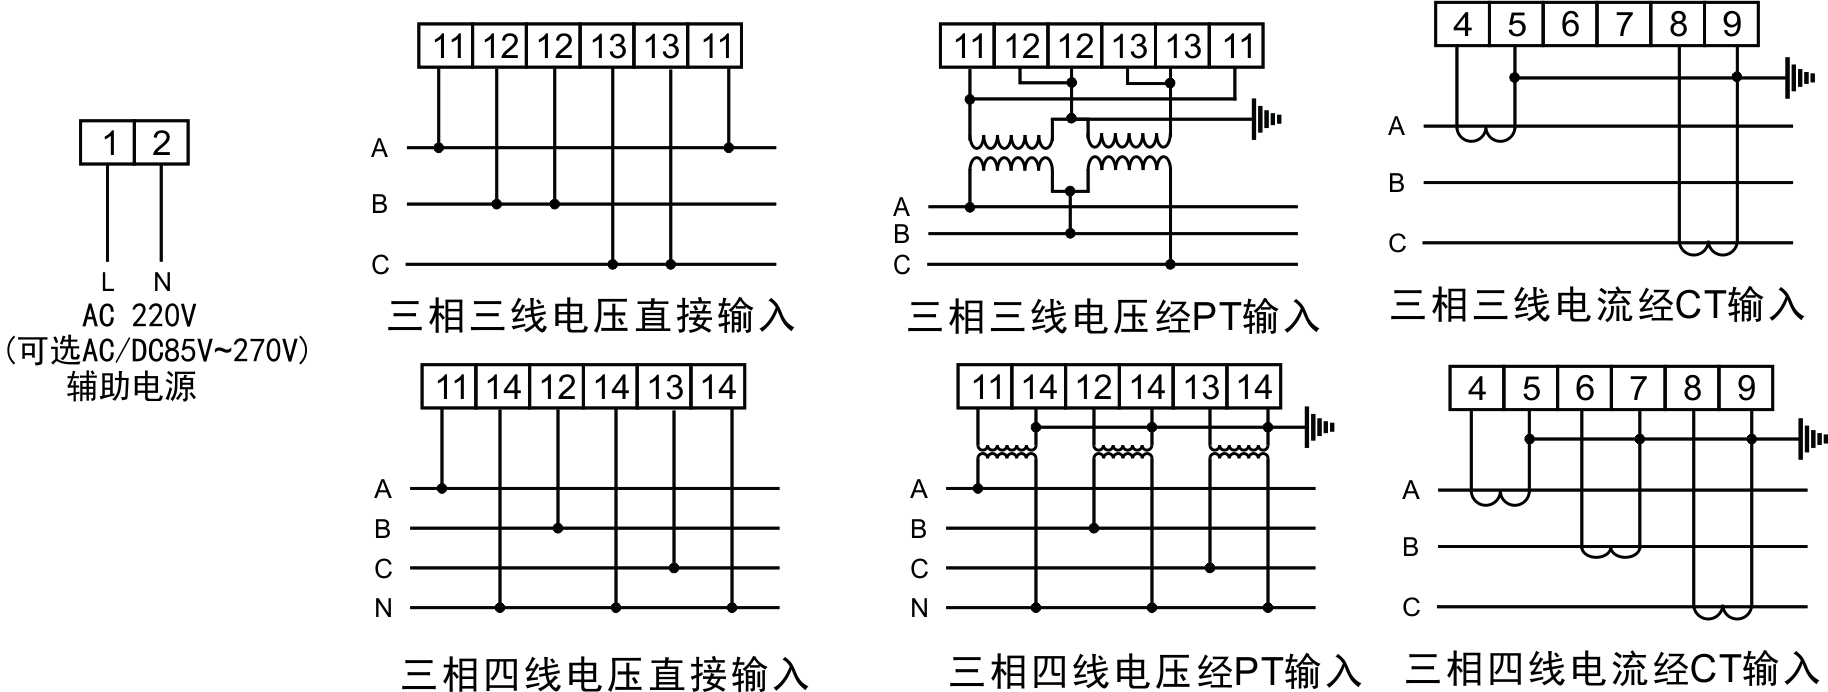 1 2
L N
AC 220V
(可选AC/DC85V~270V)
辅助电源
11 12 12 13 13 11
A
B
C
三相三线电压直接输入
11 12 12 13 13 11
A
B
C
三相三线电压经PT输入
4 5 6 7 8 9
A
B
C
三相三线电流经CT输入
11 14 12 14 13 14
A
B
C
N
三相四线电压直接输入
11 14 12 14 13 14
A
B
C
N
三相四线电压经PT输入
4 5 6 7 8 9
A
B
C
三相四线电流经CT输入